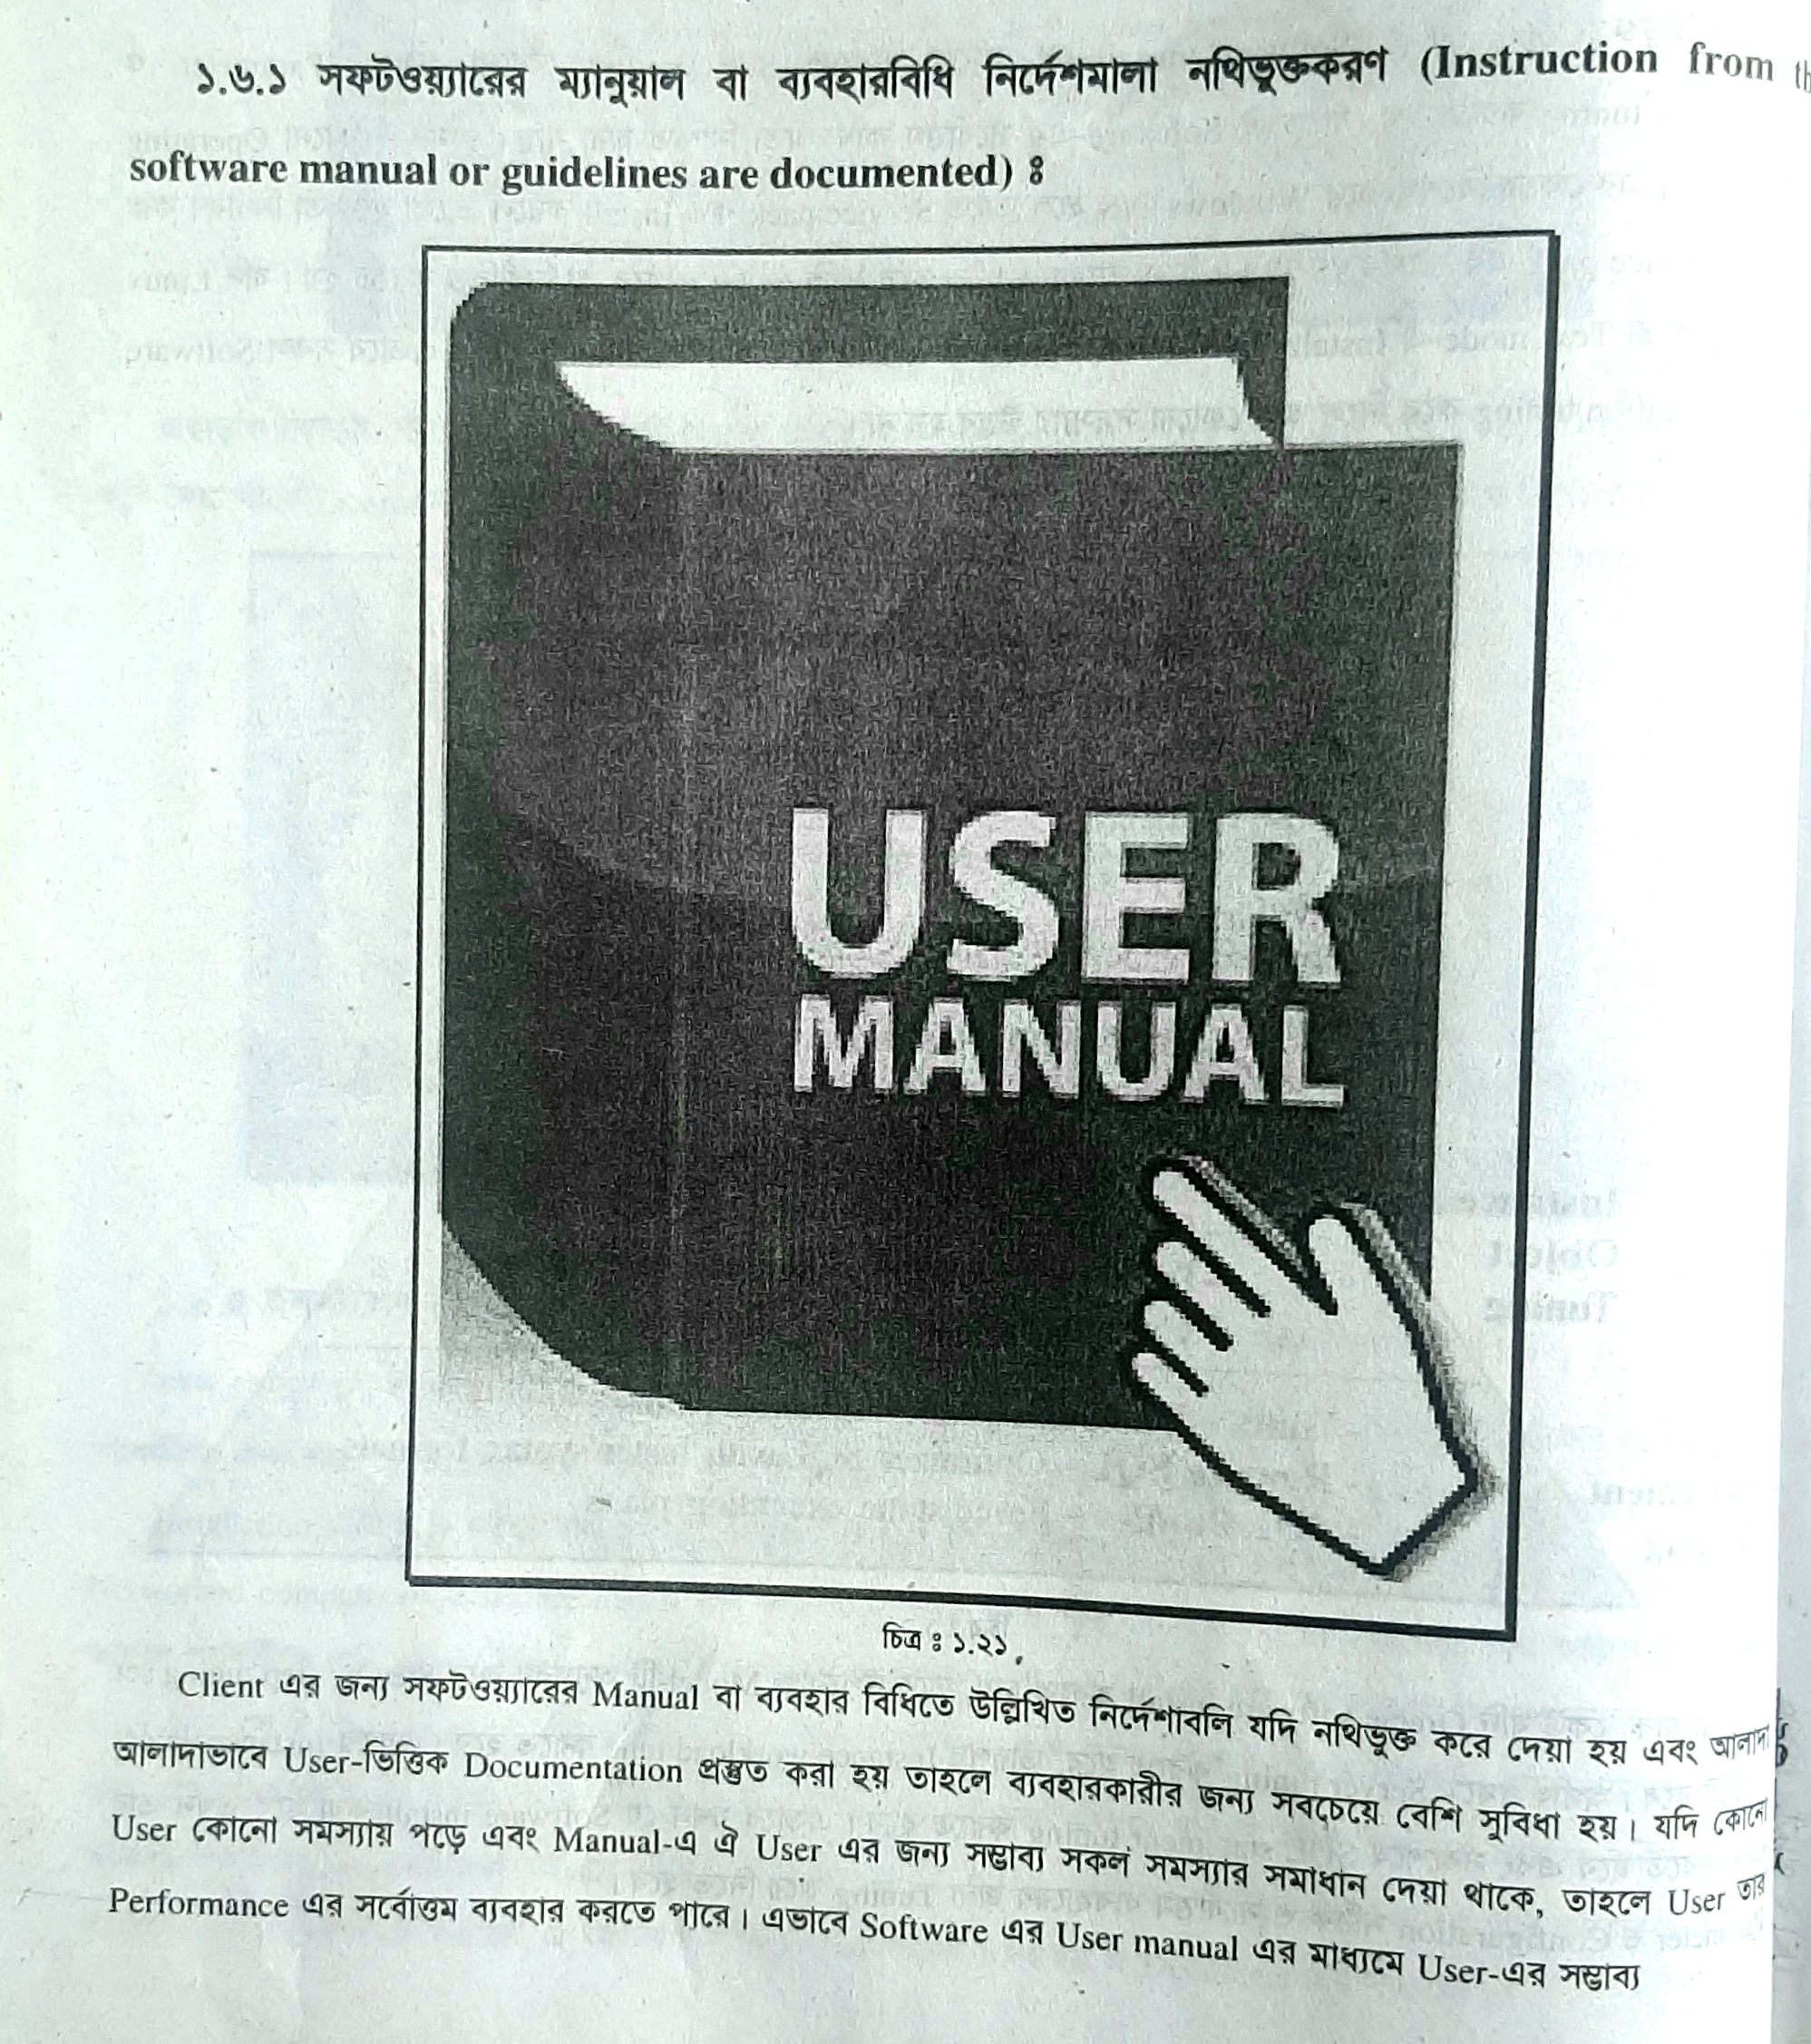 ১.৬.১ সফটওয়্যারের ম্যানুয়াল বা ব্যবহারবিধি নির্দেশমালা নথিভুক্তকরণ (Instruction from
software manual or guidelines are documented) ঃ
USER
MANUAL
চিত্র ঃ ১.২১
Client এর জন্য সফটওয়্যারের Manual বা ব্যবহার বিধিতে উল্লিখিত নির্দেশাবলি যদি নথিভুক্ত করে দেয়া হয় এবং
আলাদাভাবে User-ভিত্তিক Documentation প্রস্তুত করা হয় তাহলে ব্যবহারকারীর জন্য সবচেয়ে বেশি সুবিধা হয়। যদি কোনো
User কোনো সমস্যায় পড়ে এবং Manual-এ ঐ User এর জন্য সম্ভাব্য সকল সমস্যার সমাধান দেয়া থাকে, তাহলে User তার
Performance এর সর্বোত্তম ব্যবহার করতে পারে। এভাবে Software এর User manual এর মাধ্যমে User-এর সম্ভাব্য